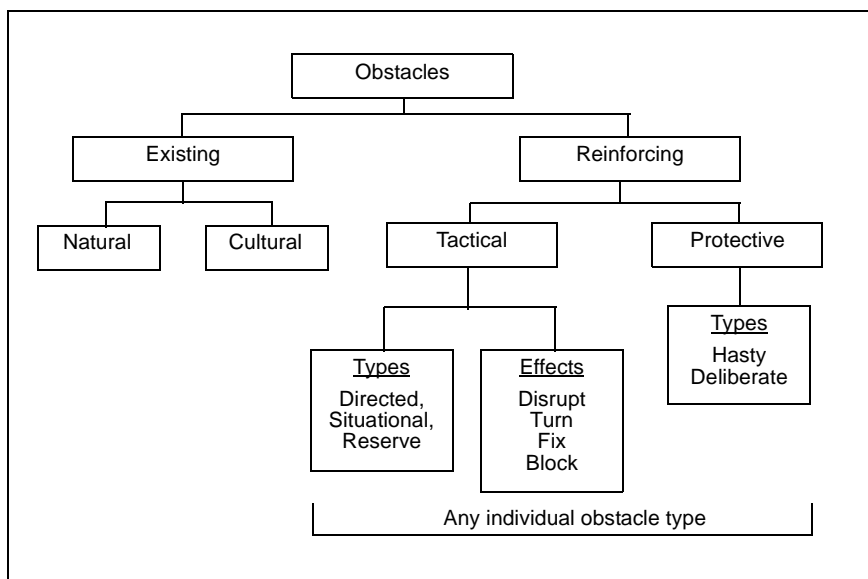 Obstacles
Existing
Reinforcing
Natural
Cultural
Tactical
Protective
Types
Directed,
Situational,
Reserve
Effects
Disrupt
Turn
Fix
Block
Types
Hasty
Deliberate
Any individual obstacle type